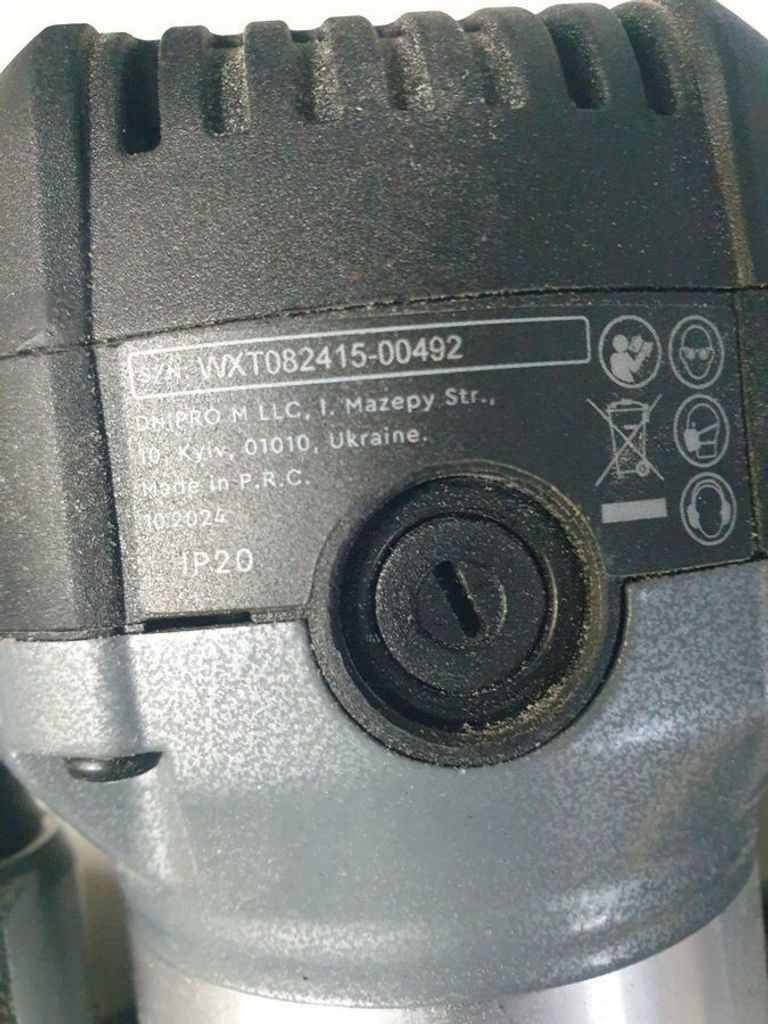 S/N: WXT082415-00492
DNIPRO M LLC, I. Mazepy Str.,
10, Kyiv, 01010, Ukraine.
Made in P.R.C.
10.2024
IP20